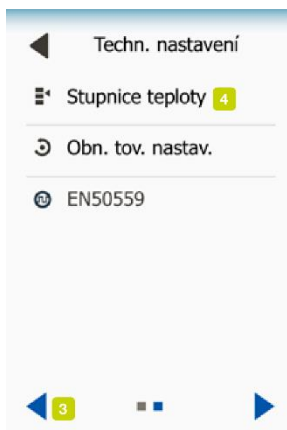 Techn. nastavení
Stupnice teploty 4
Obn. tov. nastav.
EN50559
3